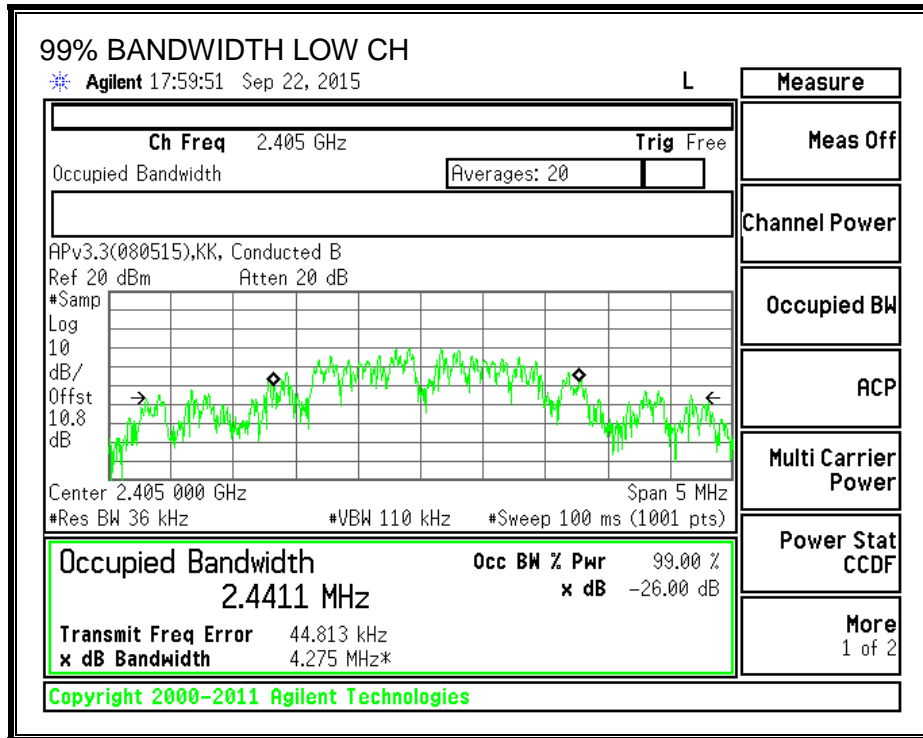 99% BANDWIDTH LOW CH
Agilent 17:59:51 Sep 22, 2015 L
Measure
Ch Freq 2.405 GHz Trig Free
Occupied Bandwidth Averages: 20
APv3.3(080515),KK, Conducted B
Ref 20 dBm Atten 20 dB
#Samp
Log
10
dB/
Offst
10.8
dB
Center 2.405 000 GHz Span 5 MHz
#Res BW 36 kHz #VBW 110 kHz #Sweep 100 ms (1001 pts)
Occupied Bandwidth Occ BW % Pwr 99.00 %
2.4411 MHz x dB -26.00 dB
Transmit Freq Error 44.813 kHz
x dB Bandwidth 4.275 MHz*
Copyright 2000-2011 Agilent Technologies
Meas Off
Channel Power
Occupied BW
ACP
Multi Carrier
Power
Power Stat
CCDF
More
1 of 2